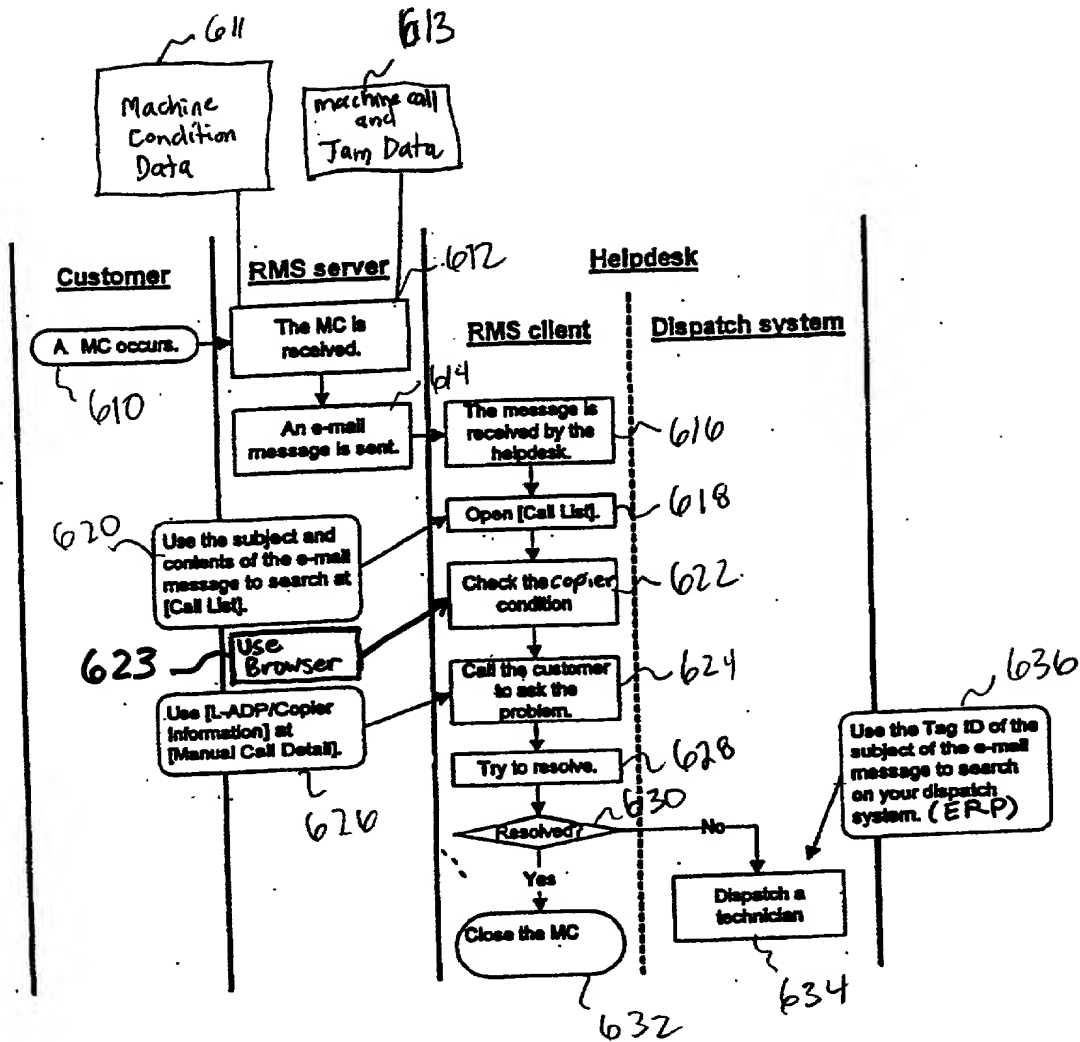 611
613
Machine
Condition
Data
machine call
and
Jam Data
Customer
RMS server
612
Helpdesk
RMS client
Dispatch system
A MC occurs.
610
The MC is
received.
614
An e-mail
message is sent.
The message is
received by the
helpdesk.
616
Open [Call List].
618
620
Use the subject and
contents of the e-mail
message to search at
[Call List].
Check the copier
condition
622
623
Use
Browser
Call the customer
to ask the
problem.
624
Use [L-ADP/Copier
Information] at
[Manual Call Detail].
626
Try to resolve.
628
630
Resolved?
No
Yes
636
Use the Tag ID of the
subject of the e-mail
message to search
on your dispatch
system. (ERP)
Dispatch a
technician
634
Close the MC
632